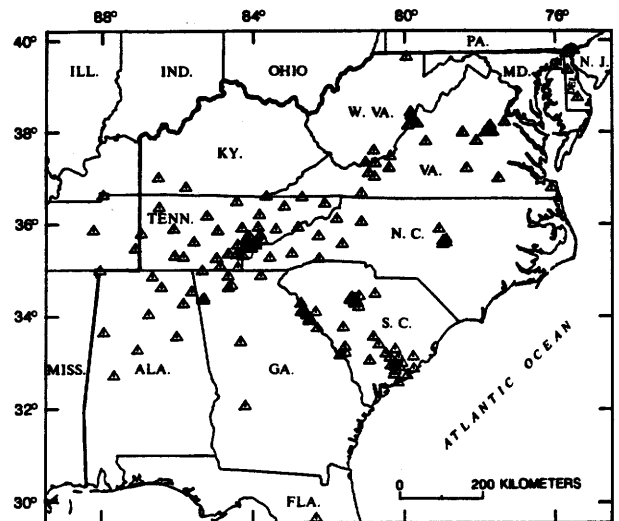 88° 84° 80° 76°
40°
PA.
ILL. IND. OHIO MD. N. J.
W. VA.
38°
KY. VA.
36°
TENN. N. C.
34°
S. C.
MISS. ALA. GA.
32°
ATLANTIC OCEAN
0 200 KILOMETERS
30°
FLA.